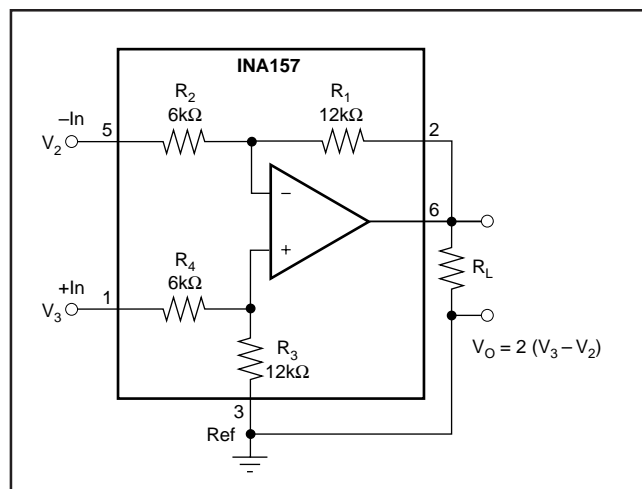 INA157
R2
6kΩ
R1
12kΩ
–In
V2
5
2
–
6
+
+In
V3
1
R4
6kΩ
RL
R3
12kΩ
VO = 2 (V3 – V2)
3
Ref